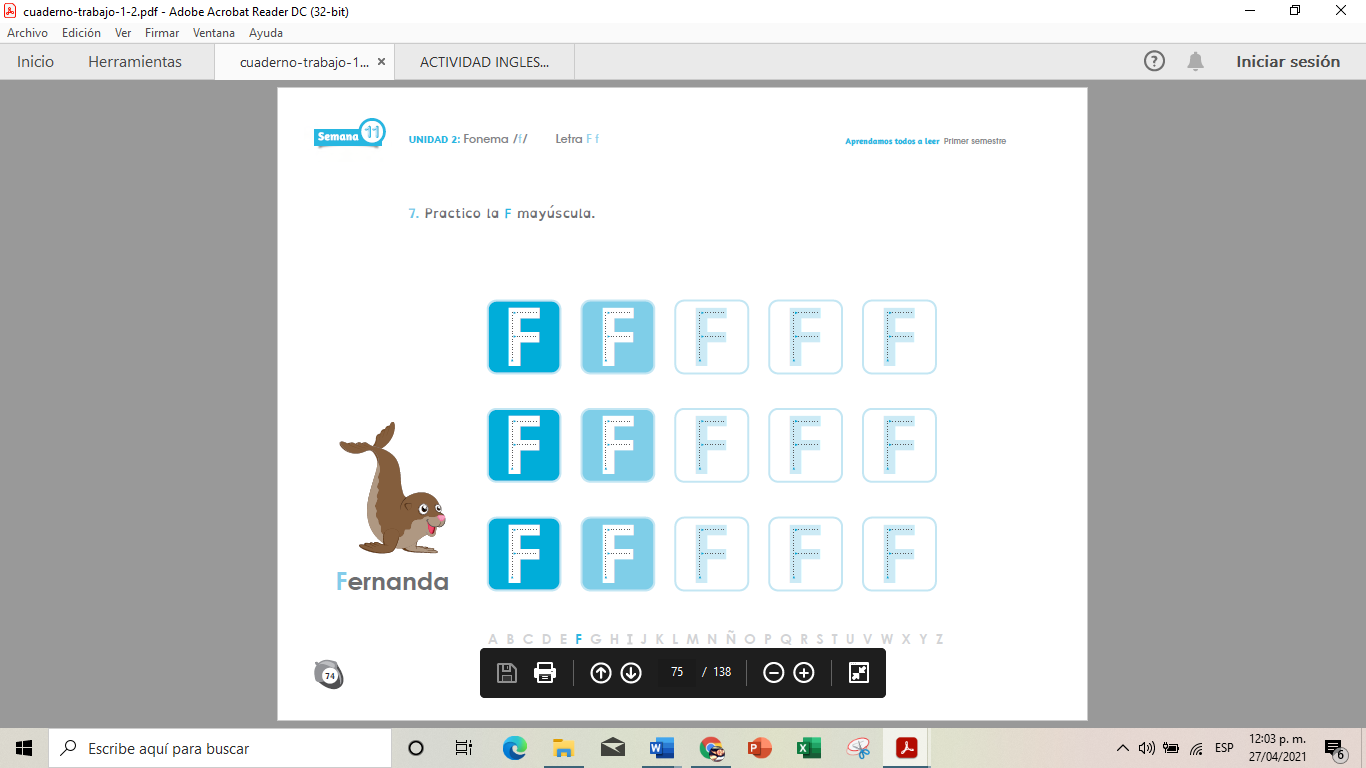 cuaderno-trabajo-1-2.pdf - Adobe Acrobat Reader DC (32-bit)
Archivo Edición Ver Firmar Ventana Ayuda
Inicio Herramientas cuaderno-trabajo-1... × ACTIVIDAD INGLES... ? Iniciar sesión
Semana 11 UNIDAD 2: Fonema /f/ Letra F f Aprendamos todos a leer Primer semestre
7. Practico la F mayúscula.
F F F F F
F F F F F
F F F F F
Fernanda
A B C D E F G H I J K L M N Ñ O P Q R S T U V W X Y Z
74
75 / 138
Escribe aquí para buscar
ESP
12:03 p. m.
27/04/2021
6